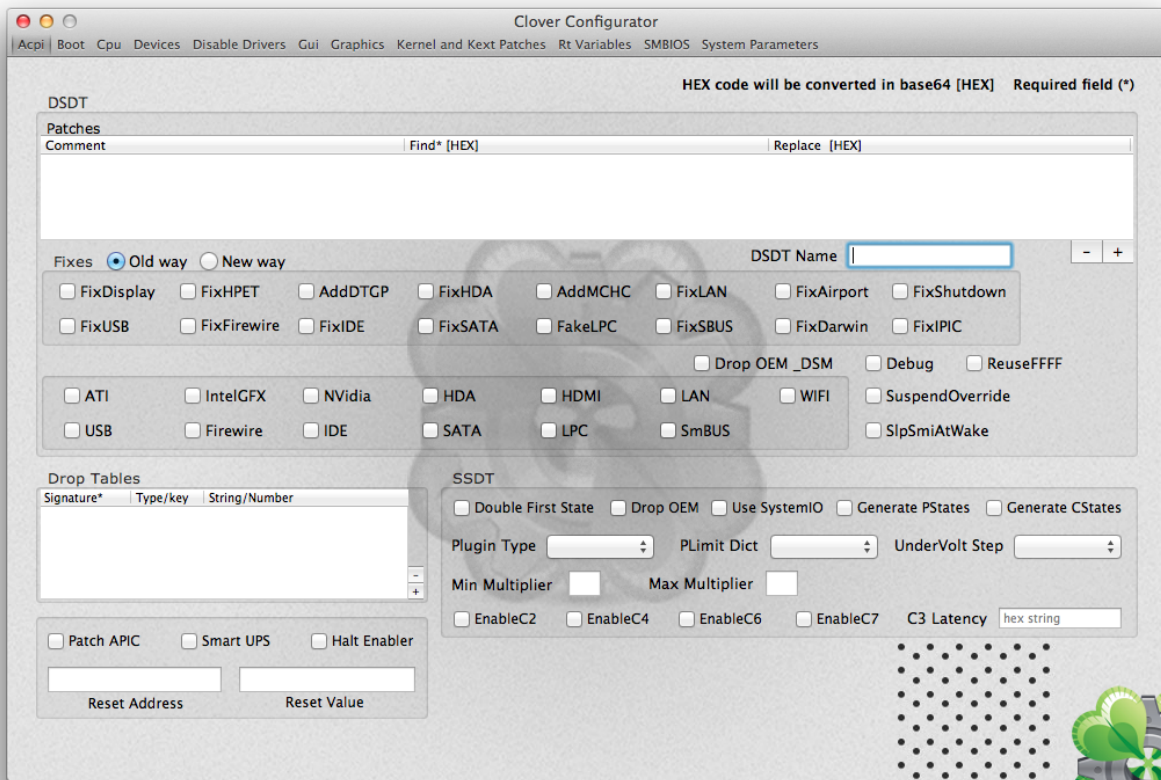 Clover Configurator
Acpi Boot Cpu Devices Disable Drivers Gui Graphics Kernel and Kext Patches Rt Variables SMBIOS System Parameters
HEX code will be converted in base64 [HEX] Required field (*)
DSDT
Patches
Comment Find* [HEX] Replace [HEX]
Fixes Old way New way DSDT Name - +
FixDisplay FixHPET AddDTGP FixHDA AddMCHC FixLAN FixAirport FixShutdown
FixUSB FixFirewire FixIDE FixSATA FakeLPC FixSBUS FixDarwin FixIPIC
Drop OEM _DSM Debug ReuseFFFF
ATI IntelGFX NVidia HDA HDMI LAN WIFI SuspendOverride
USB Firewire IDE SATA LPC SmBUS SlpSmiAtWake
Drop Tables
Signature* Type/key String/Number
-
+
SSDT
Double First State Drop OEM Use SystemIO Generate PStates Generate CStates
Plugin Type PLimit Dict UnderVolt Step
Min Multiplier Max Multiplier
EnableC2 EnableC4 EnableC6 EnableC7 C3 Latency hex string
Patch APIC Smart UPS Halt Enabler
Reset Address Reset Value